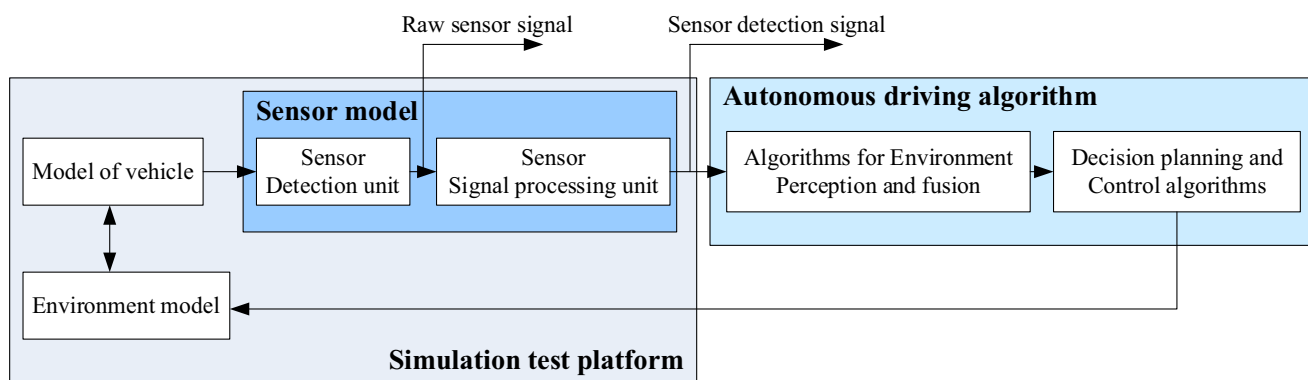 Raw sensor signal
Sensor detection signal
Sensor model
Autonomous driving algorithm
Model of vehicle
Sensor
Detection unit
Sensor
Signal processing unit
Algorithms for Environment
Perception and fusion
Decision planning and
Control algorithms
Environment model
Simulation test platform